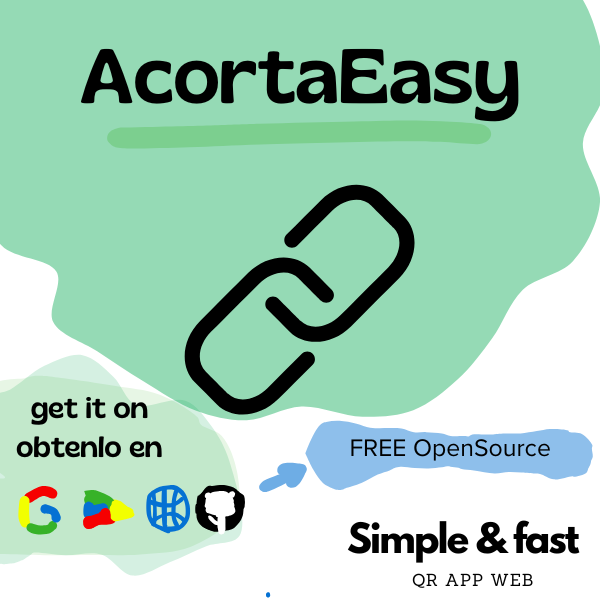 AcortaEasy
get it on
obtenlo en
FREE OpenSource
Simple & fast
QR APP WEB